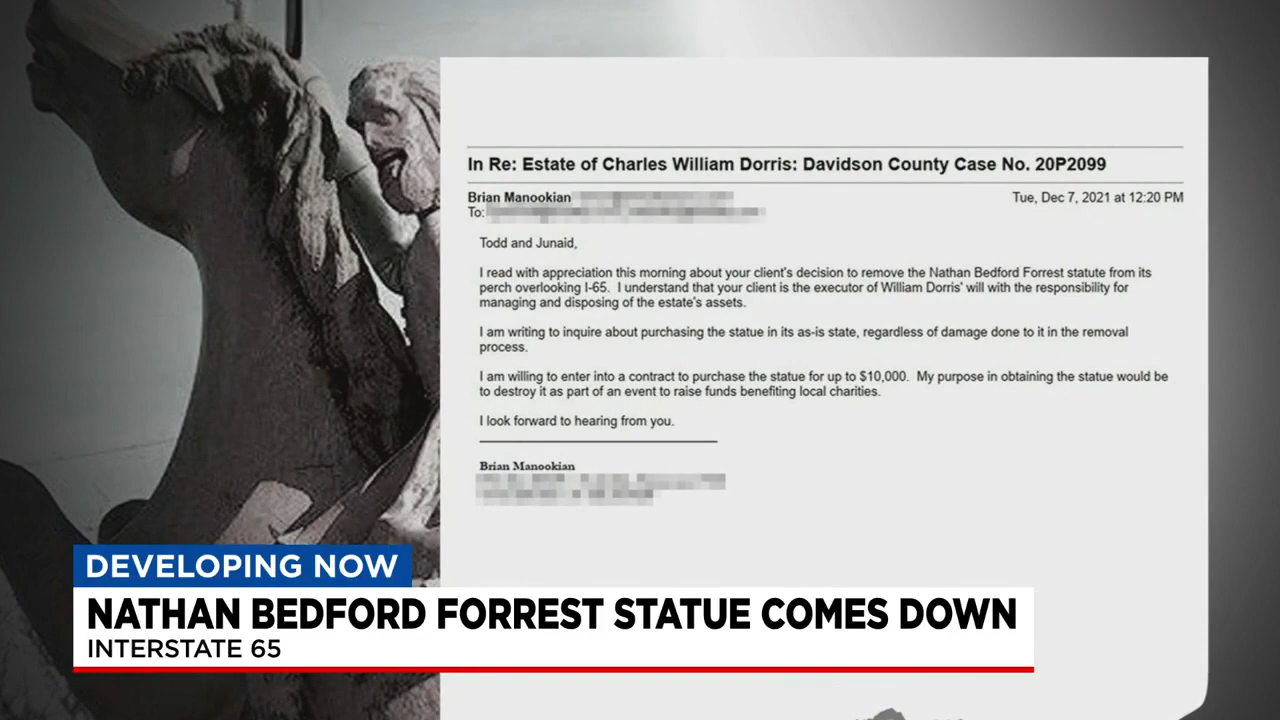 In Re: Estate of Charles William Dorris: Davidson County Case No. 20P2099
Brian Manookian
Tue, Dec 7, 2021 at 12:20 PM
To:
Todd and Junaid,
I read with appreciation this morning about your client's decision to remove the Nathan Bedford Forrest statute from its
perch overlooking I-65. I understand that your client is the executor of William Dorris' will with the responsibility for
managing and disposing of the estate's assets.
I am writing to inquire about purchasing the statue in its as-is state, regardless of damage done to it in the removal
process.
I am willing to enter into a contract to purchase the statue for up to $10,000. My purpose in obtaining the statue would be
to destroy it as part of an event to raise funds benefiting local charities.
I look forward to hearing from you.
Brian Manookian
DEVELOPING NOW
NATHAN BEDFORD FORREST STATUE COMES DOWN
INTERSTATE 65